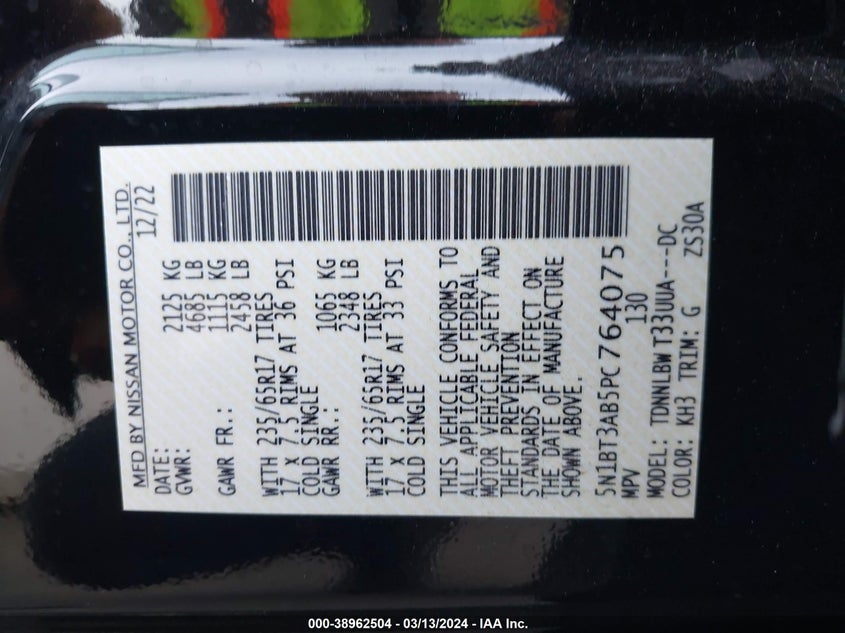 MFD BY NISSAN MOTOR CO., LTD.
DATE: 12/22
GVWR: 2125 KG
4685 LB
GAWR FR.: 1115 KG
2458 LB
WITH 235/65R17 TIRES
17 x 7.5 RIMS AT 36 PSI
COLD SINGLE
GAWR RR.: 1065 KG
2348 LB
WITH 235/65R17 TIRES
17 x 7.5 RIMS AT 33 PSI
COLD SINGLE
THIS VEHICLE CONFORMS TO
ALL APPLICABLE FEDERAL
MOTOR VEHICLE SAFETY AND
THEFT PREVENTION
STANDARDS IN EFFECT ON
THE DATE OF MANUFACTURE
SHOWN ABOVE.
5N1BT3AB5PC764075
MPV 130
MODEL: TDNNLBW T33UUA---DC
COLOR: KH3 TRIM: G ZS30A
000-38962504 - 03/13/2024 - IAA Inc.